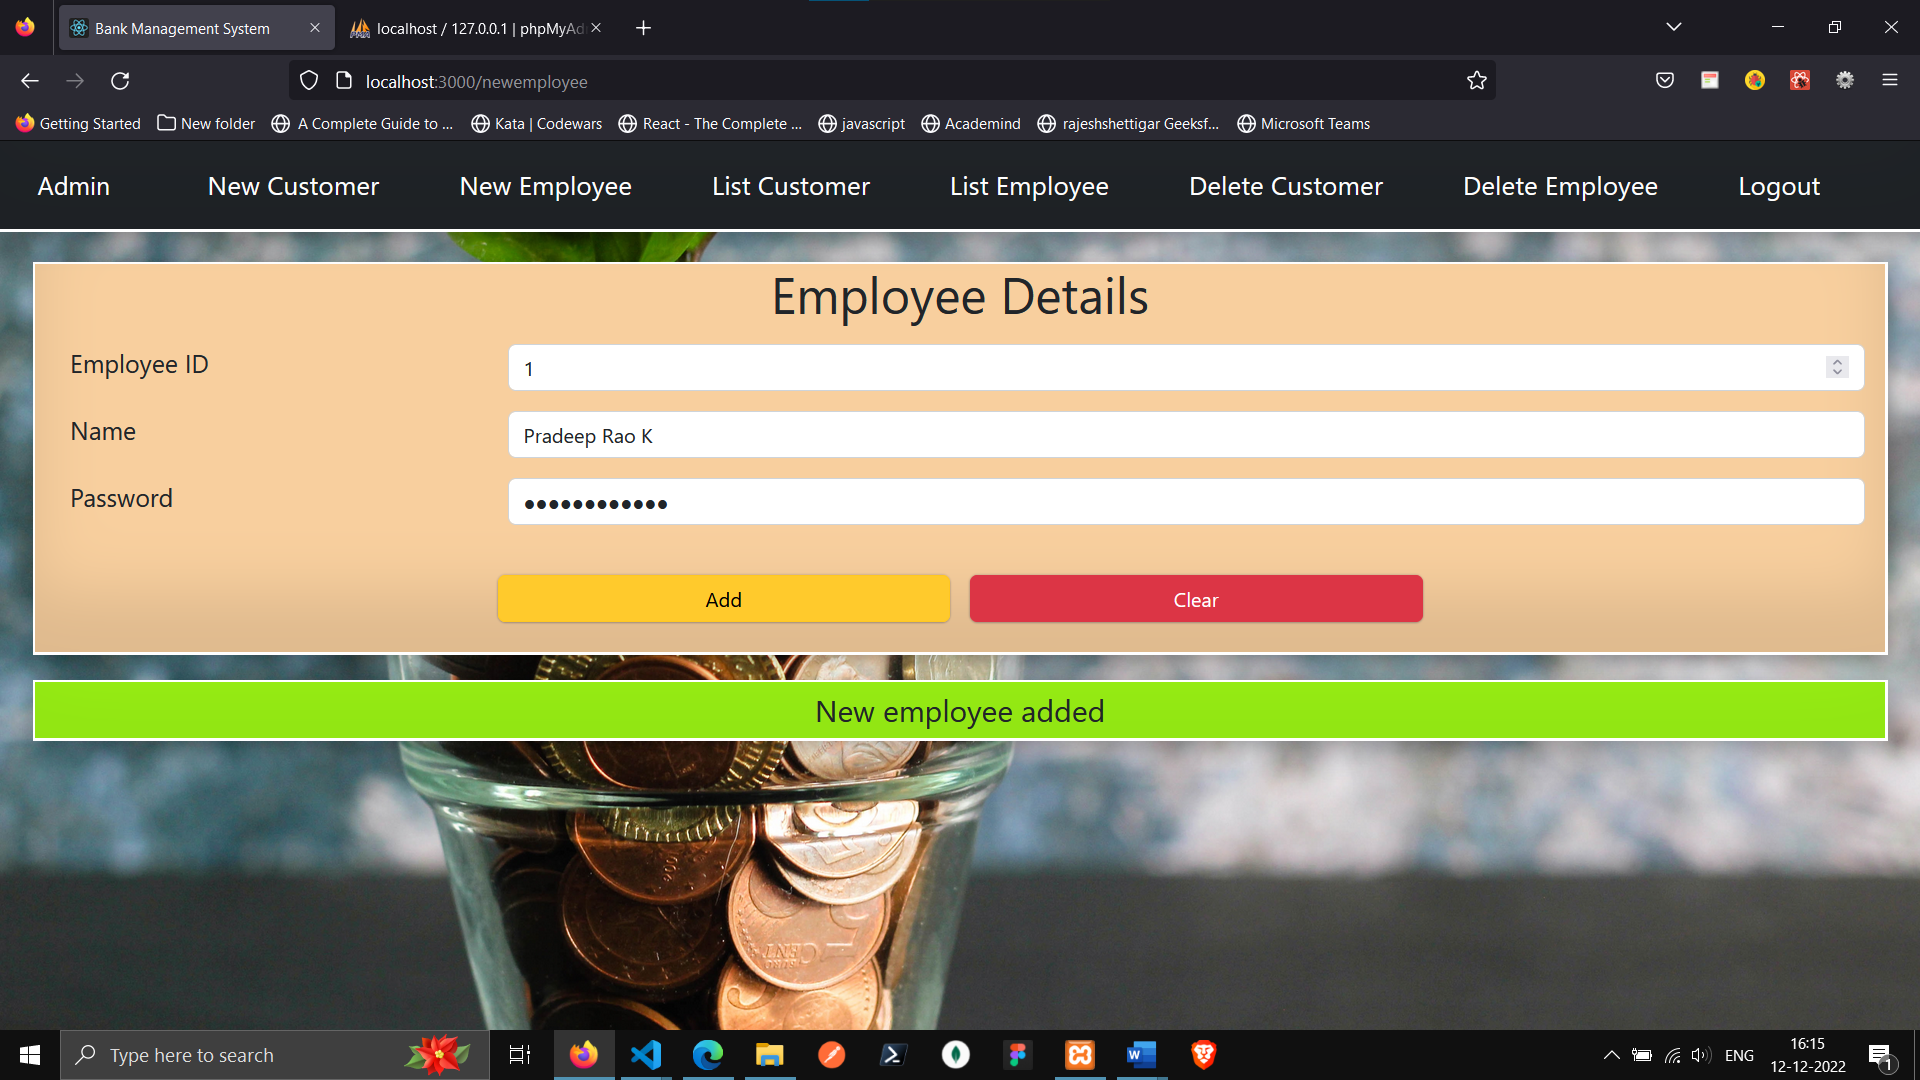 Bank Management System
localhost / 127.0.0.1 | phpMyAd
localhost:3000/newemployee
Getting Started New folder A Complete Guide to ... Kata | Codewars React - The Complete ... javascript Academind rajeshshettigar Geeksf... Microsoft Teams
Admin New Customer New Employee List Customer List Employee Delete Customer Delete Employee Logout
Employee Details
Employee ID 1
Name Pradeep Rao K
Password ●●●●●●●●●●●●
Add Clear
New employee added
Type here to search
ENG
16:15
12-12-2022
1